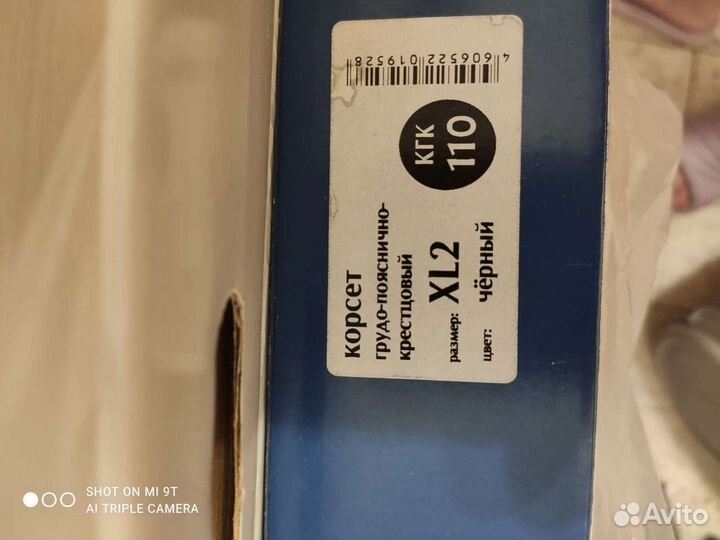 корсет
грудо-пояснично-
крестцовый
размер: XL2
цвет: чёрный
КГК
110
4 606522 019528
SHOT ON MI 9T
AI TRIPLE CAMERA
Avito